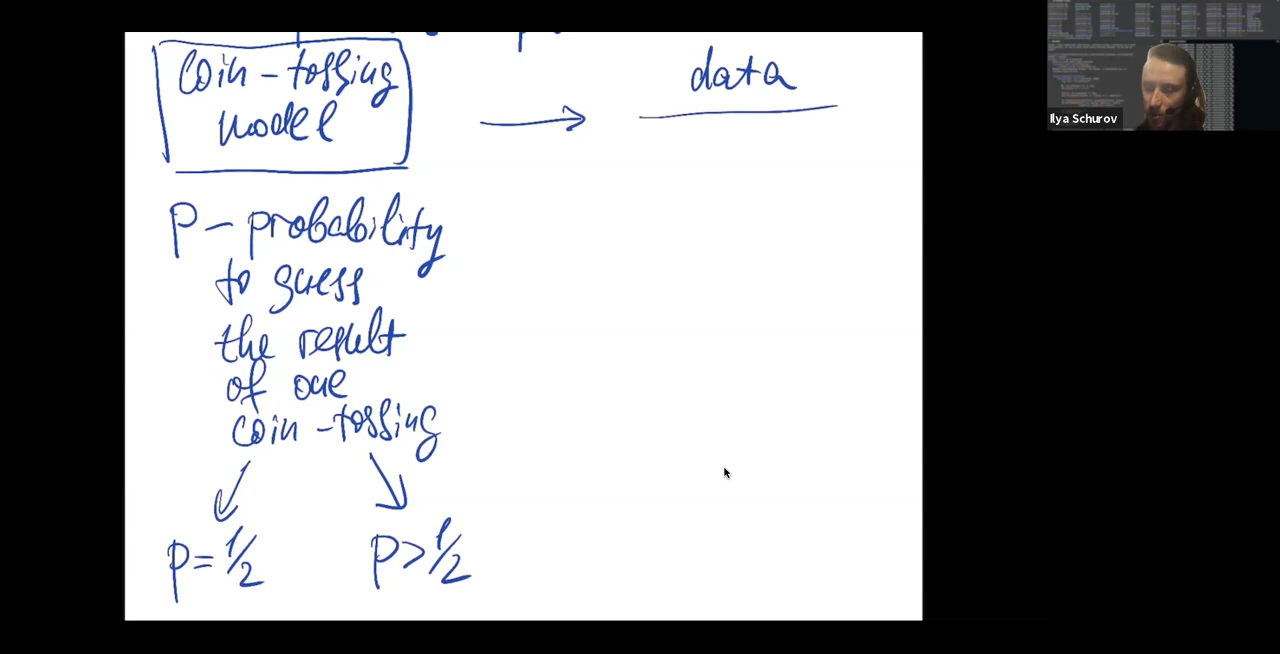 coin-tossing
model
data
p - probability
to guess
the result
of one
coin-tossing
p = 1/2
p > 1/2
Ilya Schurov